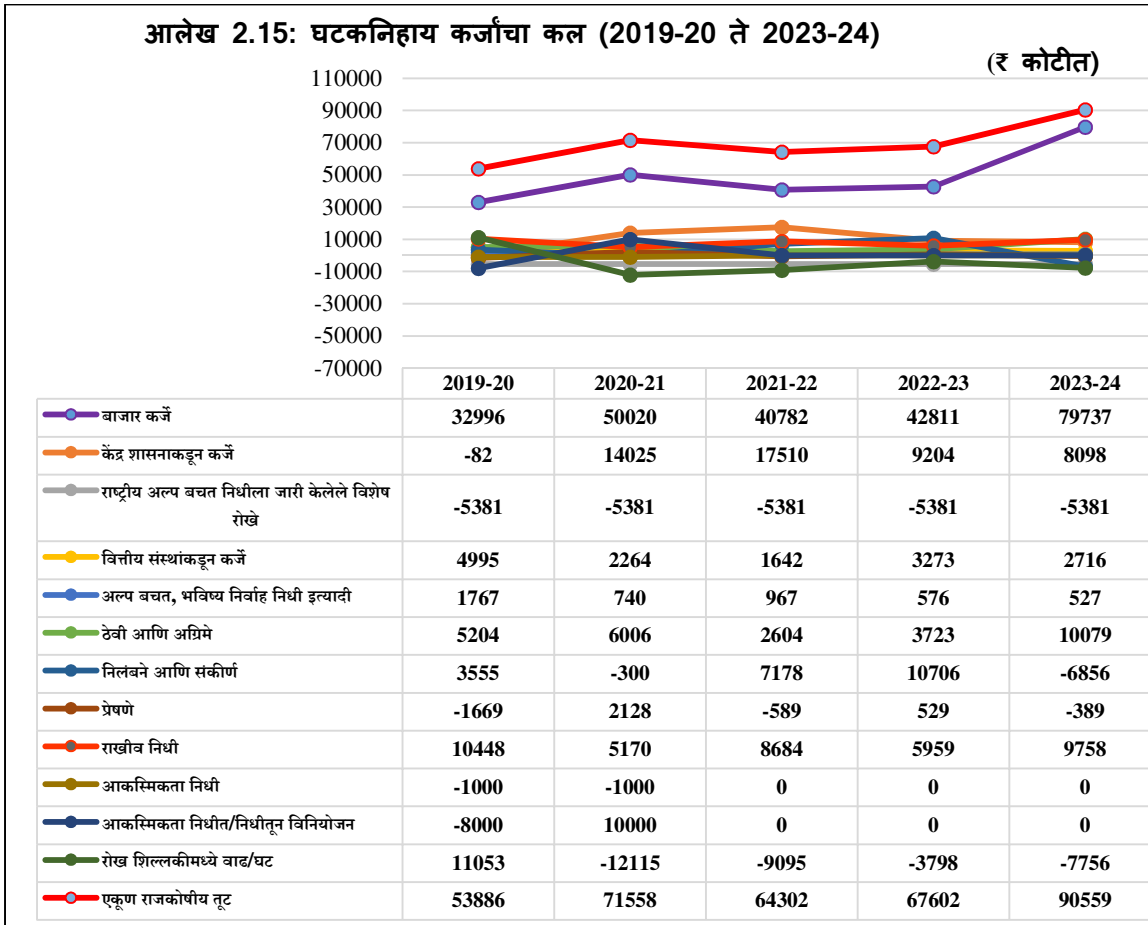 आलेख 2.15: घटकनिहाय कर्जांचा कल (2019-20 ते 2023-24)
(₹ कोटीत)
110000
90000
70000
50000
30000
10000
-10000
-30000
-50000
-70000
2019-20 2020-21 2021-22 2022-23 2023-24
बाजार कर्जे 32996 50020 40782 42811 79737
केंद्र शासनाकडून कर्जे -82 14025 17510 9204 8098
राष्ट्रीय अल्प बचत निधीला जारी केलेले विशेष
रोखे -5381 -5381 -5381 -5381 -5381
वित्तीय संस्थांकडून कर्जे 4995 2264 1642 3273 2716
अल्प बचत, भविष्य निर्वाह निधी इत्यादी 1767 740 967 576 527
ठेवी आणि अग्रिमे 5204 6006 2604 3723 10079
निलंबने आणि संकीर्ण 3555 -300 7178 10706 -6856
प्रेषणे -1669 2128 -589 529 -389
राखीव निधी 10448 5170 8684 5959 9758
आकस्मिकता निधी -1000 -1000 0 0 0
आकस्मिकता निधीत/निधीतून विनियोजन -8000 10000 0 0 0
रोख शिल्लकीमध्ये वाढ/घट 11053 -12115 -9095 -3798 -7756
एकूण राजकोषीय तूट 53886 71558 64302 67602 90559